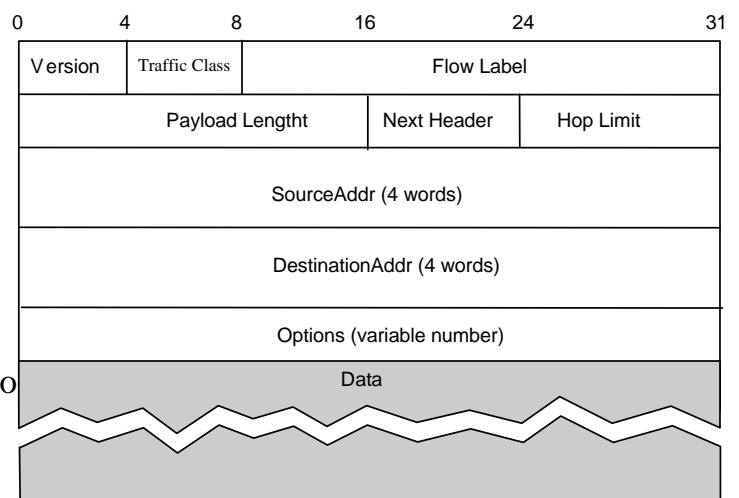 0 4 8 16 24 31
Version Traffic Class Flow Label
Payload Lengtht Next Header Hop Limit
SourceAddr (4 words)
DestinationAddr (4 words)
Options (variable number)
o Data